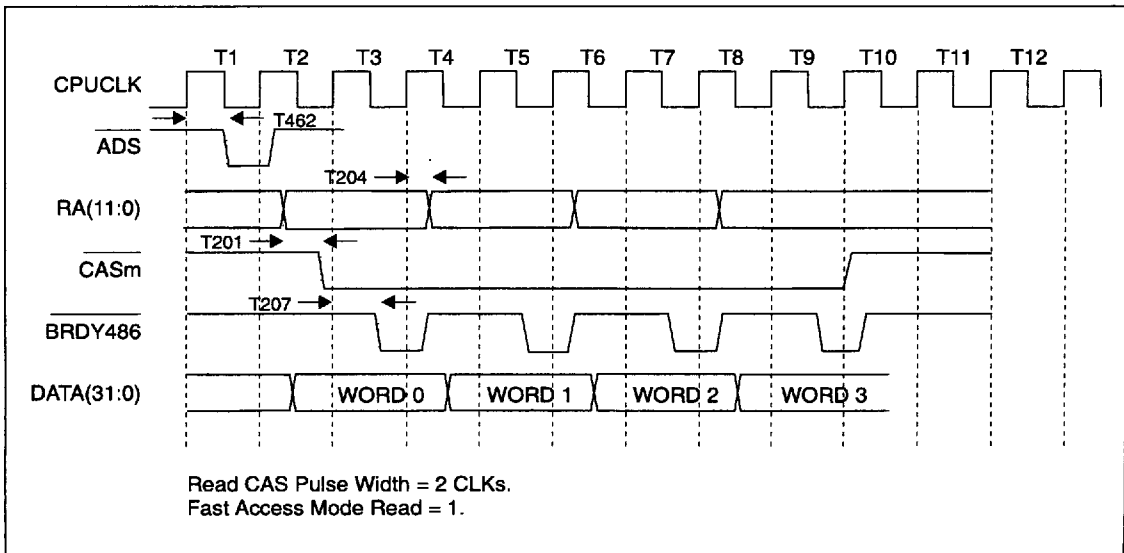 T1 T2 T3 T4 T5 T6 T7 T8 T9 T10 T11 T12
CPUCLK
T462
ADS
T204
RA(11:0)
T201
CASm
T207
BRDY486
DATA(31:0) WORD 0 WORD 1 WORD 2 WORD 3
Read CAS Pulse Width = 2 CLKs.
Fast Access Mode Read = 1.